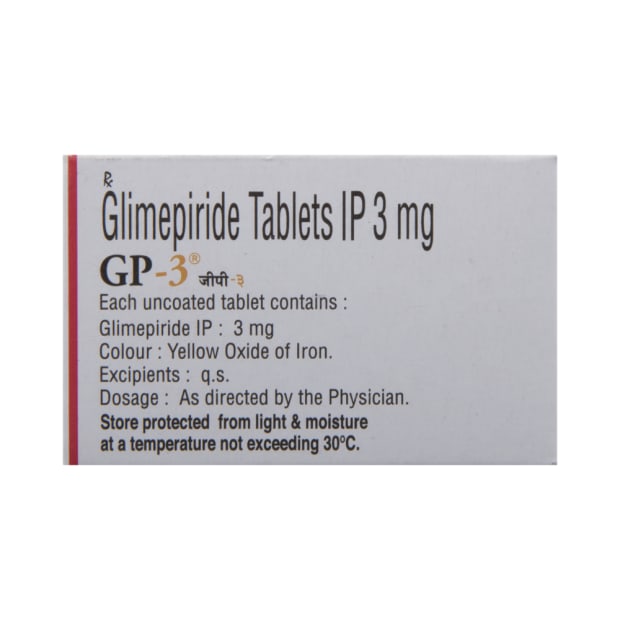 ℞
Glimepiride Tablets IP 3 mg
GP-3® जीपी-३
Each uncoated tablet contains :
Glimepiride IP : 3 mg
Colour : Yellow Oxide of Iron.
Excipients : q.s.
Dosage : As directed by the Physician.
Store protected from light & moisture
at a temperature not exceeding 30ºC.